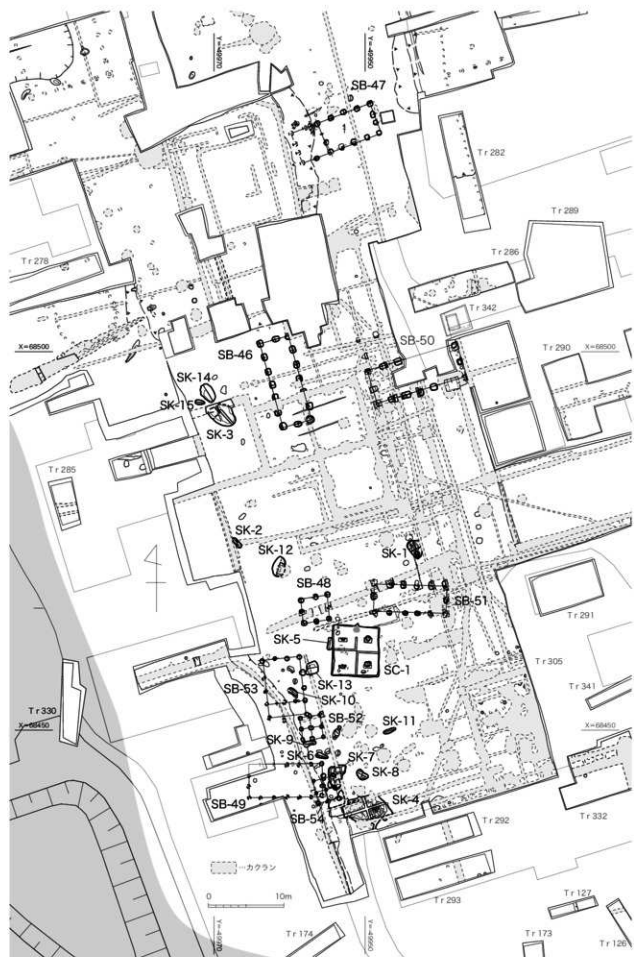 Y=-49970
Y=-49950
SB-47
Tr 282
Tr 289
Tr 278
Tr 286
Tr 342
X=68500
SB-46
SB-50
X=68500
Tr 290
SK-14
SK-15
SK-3
Tr 285
SK-2
SK-12
SK-1
SB-48
SB-51
Tr 291
SK-5
SC-1
Tr 305
SB-53
SK-13
SK-10
Tr 341
Tr 330
SB-52
SK-11
X=68450
X=68450
SK-9
SK-6
SK-7
SK-8
SB-49
SB-54
SK-4
Tr 292
Tr 332
…カクラン
0 10m
Tr 293
Tr 127
Y=-49970
Y=-49950
Tr 174
Tr 173
Tr 126